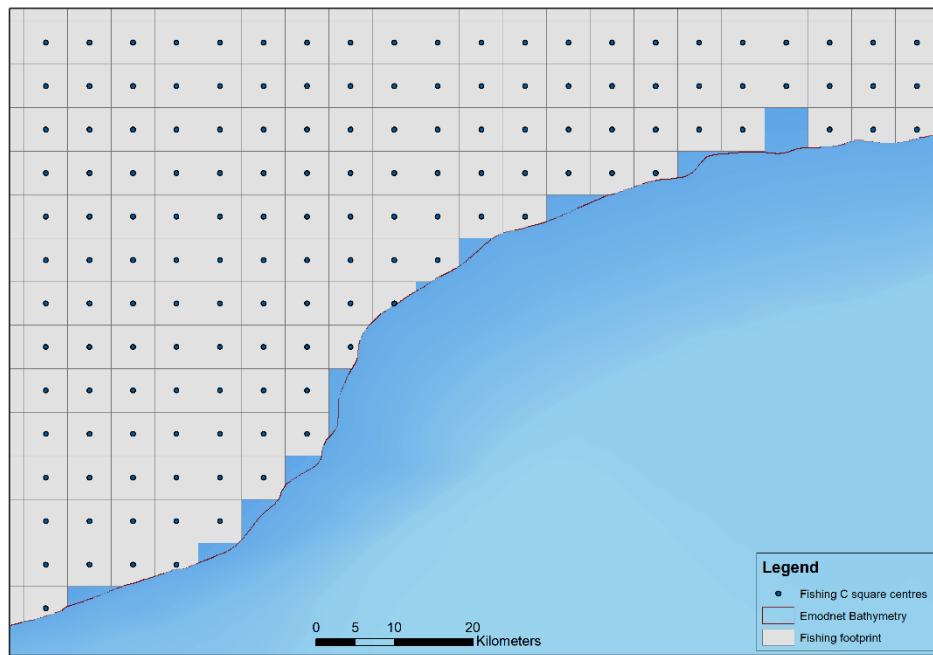 0 5 10 20
Kilometers
Legend
Fishing C square centres
Emodnet Bathymetry
Fishing footprint